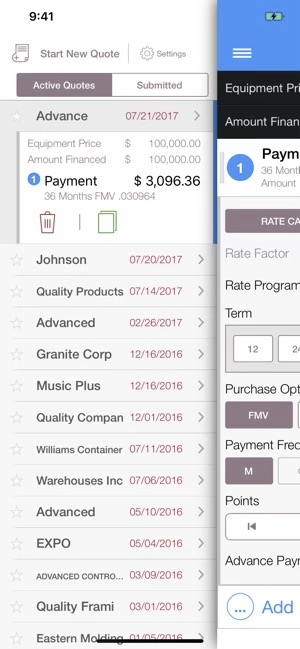 9:41
Start New Quote
Settings
Active Quotes
Submitted
Advance 07/21/2017
Equipment Price $ 100,000.00
Amount Financed $ 100,000.00
1 Payment $ 3,096.36
36 Months FMV .030964
Johnson 07/20/2017
Quality Products 07/14/2017
Advanced 02/26/2017
Granite Corp 12/16/2016
Music Plus 12/16/2016
Quality Compan 12/01/2016
Williams Container 07/11/2016
Warehouses Inc 07/06/2016
Advanced 05/10/2016
EXPO 05/04/2016
ADVANCED CONTRO... 03/09/2016
Quality Frami 03/01/2016
Eastern Molding 01/05/2016
Equipment Pri
Amount Finan
1
Paym
36 Mont
Amount
RATE CA
Rate Factor
Rate Program
Term
12
24
Purchase Opt
FMV
Payment Freq
M
Points
Advance Payr
... Add